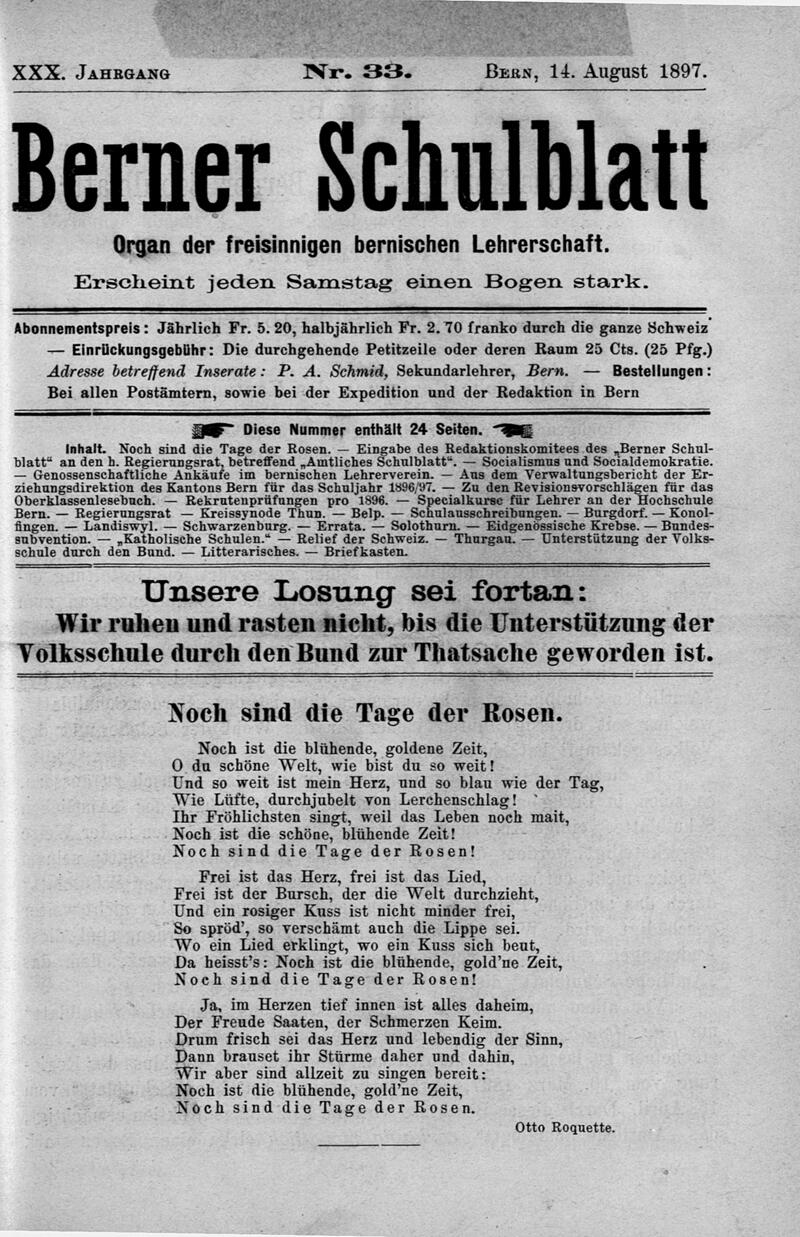 XXX. Jahrgang Nr. 33. Bern, 14. August 1897.
Berner Schulblatt
Organ der freisinnigen bernischen Lehrerschaft.
Erscheint jeden Samstag einen Bogen stark.
Abonnementspreis: Jährlich Fr. 5. 20, halbjährlich Fr. 2. 70 franko durch die ganze Schweiz
— Einrückungsgebühr: Die durchgehende Petitzeile oder deren Raum 25 Cts. (25 Pfg.)
Adresse betreffend Inserate: P. A. Schmid, Sekundarlehrer, Bern. — Bestellungen:
Bei allen Postämtern, sowie bei der Expedition und der Redaktion in Bern
Diese Nummer enthält 24 Seiten.
Inhalt. Noch sind die Tage der Rosen. — Eingabe des Redaktionskomitees des „Berner Schul-
blatt“ an den h. Regierungsrat, betreffend „Amtliches Schulblatt“. — Socialismus und Socialdemokratie.
— Genossenschaftliche Ankäufe im bernischen Lehrerverein. — Aus dem Verwaltungsbericht der Er-
ziehungsdirektion des Kantons Bern für das Schuljahr 1896/97. — Zu den Revisionsvorschlägen für das
Oberklassenlesebuch. — Rekrutenprüfungen pro 1896. — Specialkurse für Lehrer an der Hochschule
Bern. — Regierungsrat — Kreissynode Thun. — Belp. — Schulausschreibungen. — Burgdorf. — Konol-
fingen. — Landiswyl. — Schwarzenburg. — Errata. — Solothurn. — Eidgenössische Krebse. — Bundes-
subvention. — „Katholische Schulen.“ — Relief der Schweiz. — Thurgau. — Unterstützung der Volks-
schule durch den Bund. — Litterarisches. — Briefkasten.
Unsere Losung sei fortan:
Wir ruhen und rasten nicht, bis die Unterstützung der
Volksschule durch den Bund zur Thatsache geworden ist.
Noch sind die Tage der Rosen.
Noch ist die blühende, goldene Zeit,
O du schöne Welt, wie bist du so weit!
Und so weit ist mein Herz, und so blau wie der Tag,
Wie Lüfte, durchjubelt von Lerchenschlag!
Ihr Fröhlichsten singt, weil das Leben noch mait,
Noch ist die schöne, blühende Zeit!
Noch sind die Tage der Rosen!
Frei ist das Herz, frei ist das Lied,
Frei ist der Bursch, der die Welt durchzieht,
Und ein rosiger Kuss ist nicht minder frei,
So spröd', so verschämt auch die Lippe sei.
Wo ein Lied erklingt, wo ein Kuss sich beut,
Da heisst's: Noch ist die blühende, gold'ne Zeit,
Noch sind die Tage der Rosen!
Ja, im Herzen tief innen ist alles daheim,
Der Freude Saaten, der Schmerzen Keim.
Drum frisch sei das Herz und lebendig der Sinn,
Dann brauset ihr Stürme daher und dahin,
Wir aber sind allzeit zu singen bereit:
Noch ist die blühende, gold'ne Zeit,
Noch sind die Tage der Rosen.
Otto Roquette.